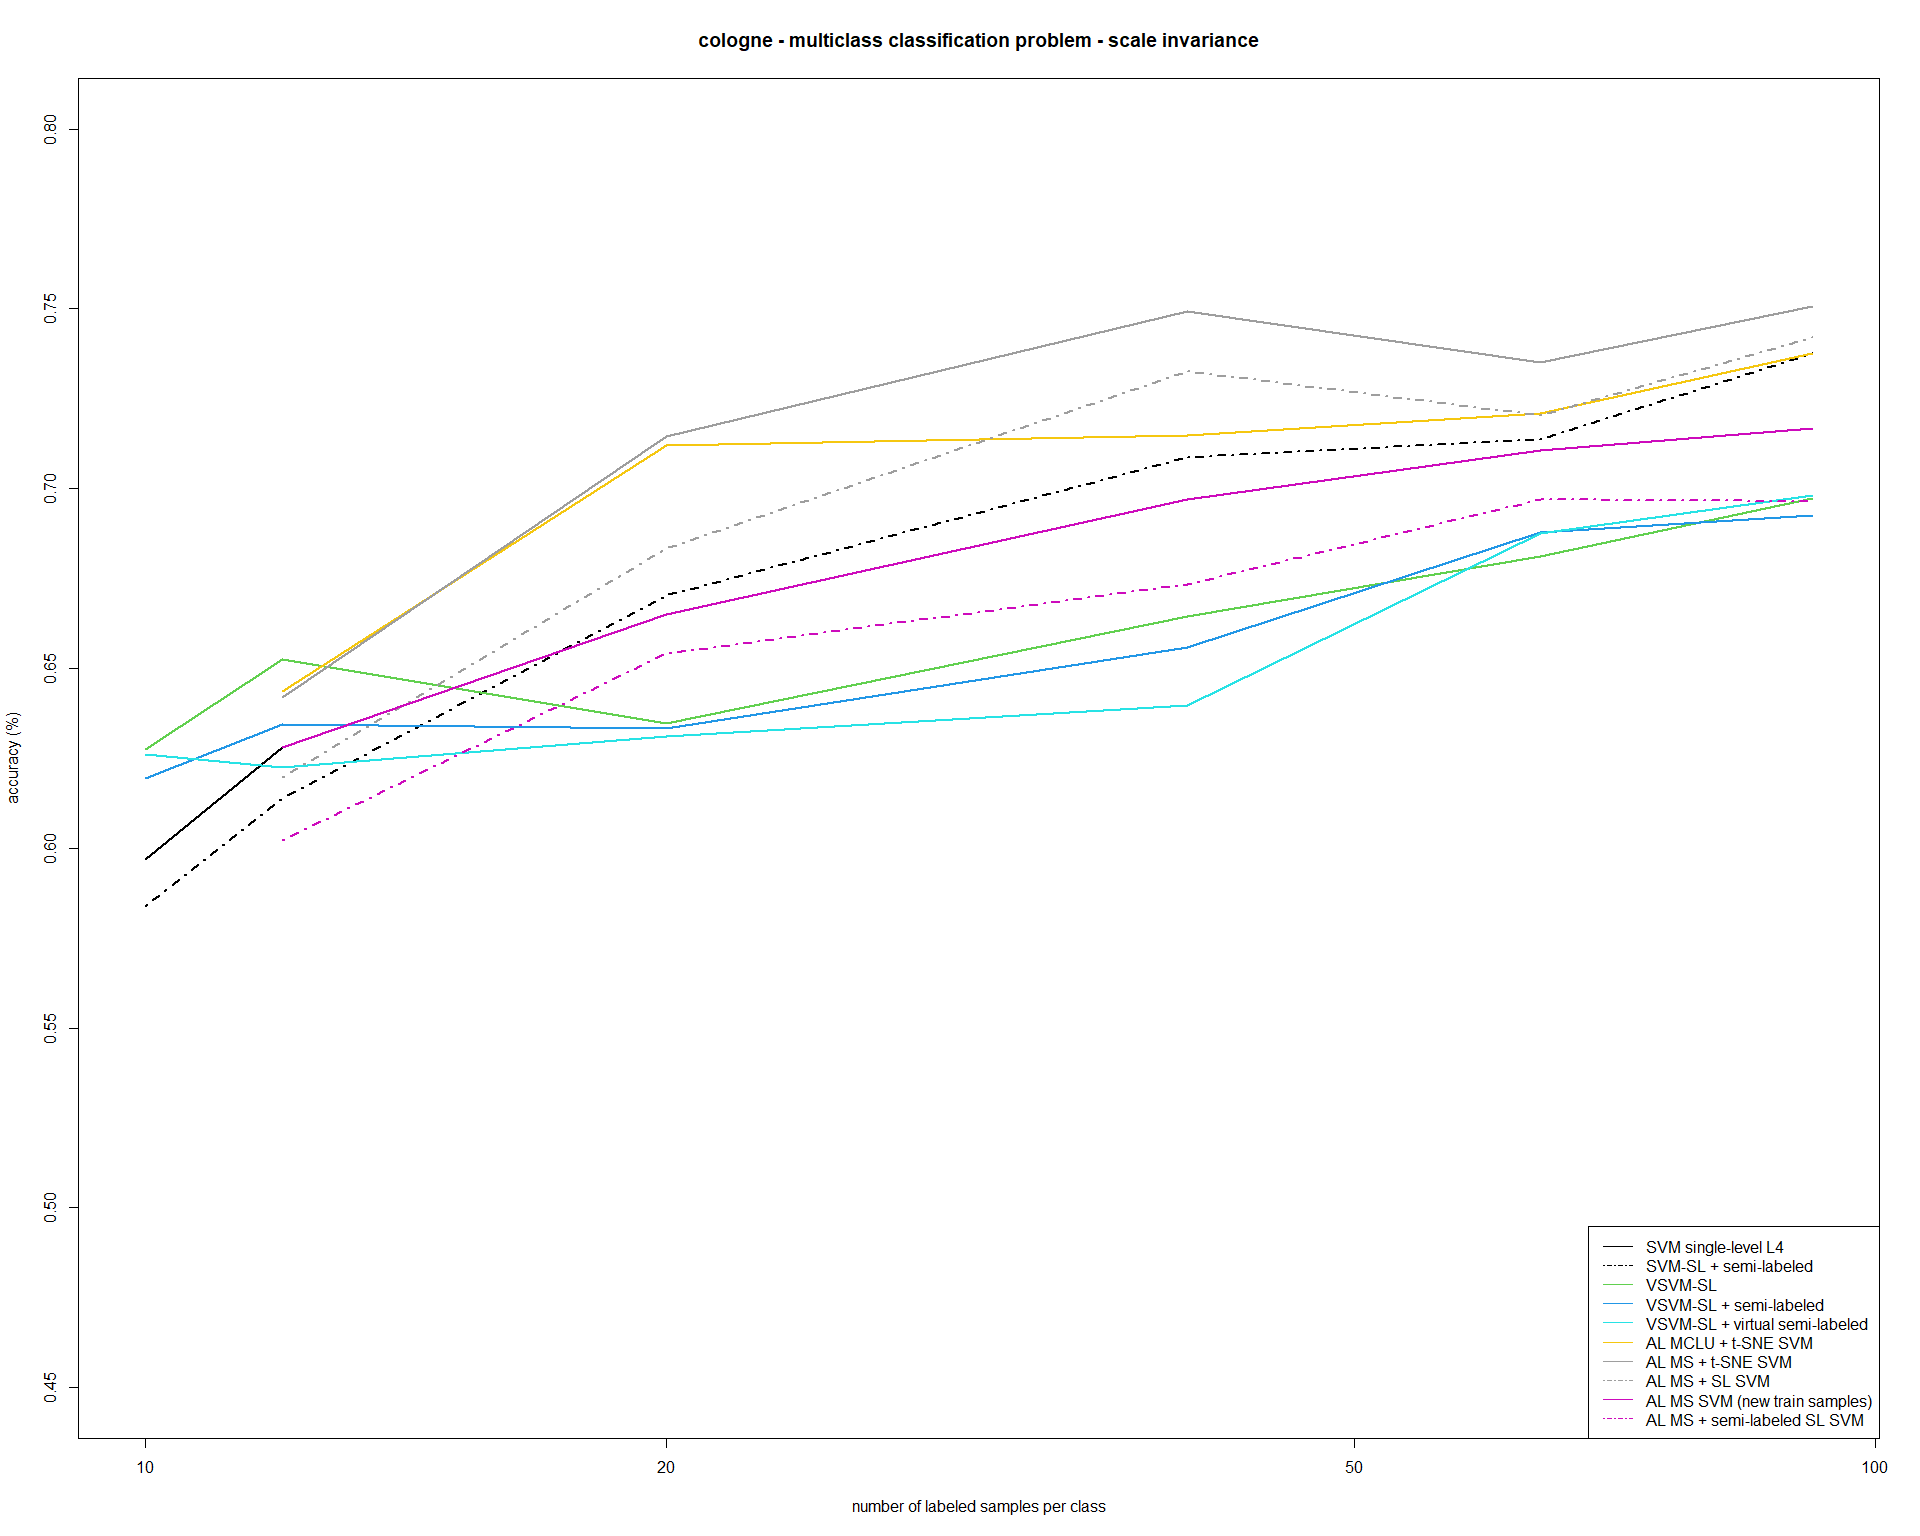 cologne - multiclass classification problem - scale invariance
accuracy (%)
0.80
0.75
0.70
0.65
0.60
0.55
0.50
0.45
SVM single-level L4
SVM-SL + semi-labeled
VSVM-SL
VSVM-SL + semi-labeled
VSVM-SL + virtual semi-labeled
AL MCLU + t-SNE SVM
AL MS + t-SNE SVM
AL MS + SL SVM
AL MS SVM (new train samples)
AL MS + semi-labeled SL SVM
10 20 50 100
number of labeled samples per class